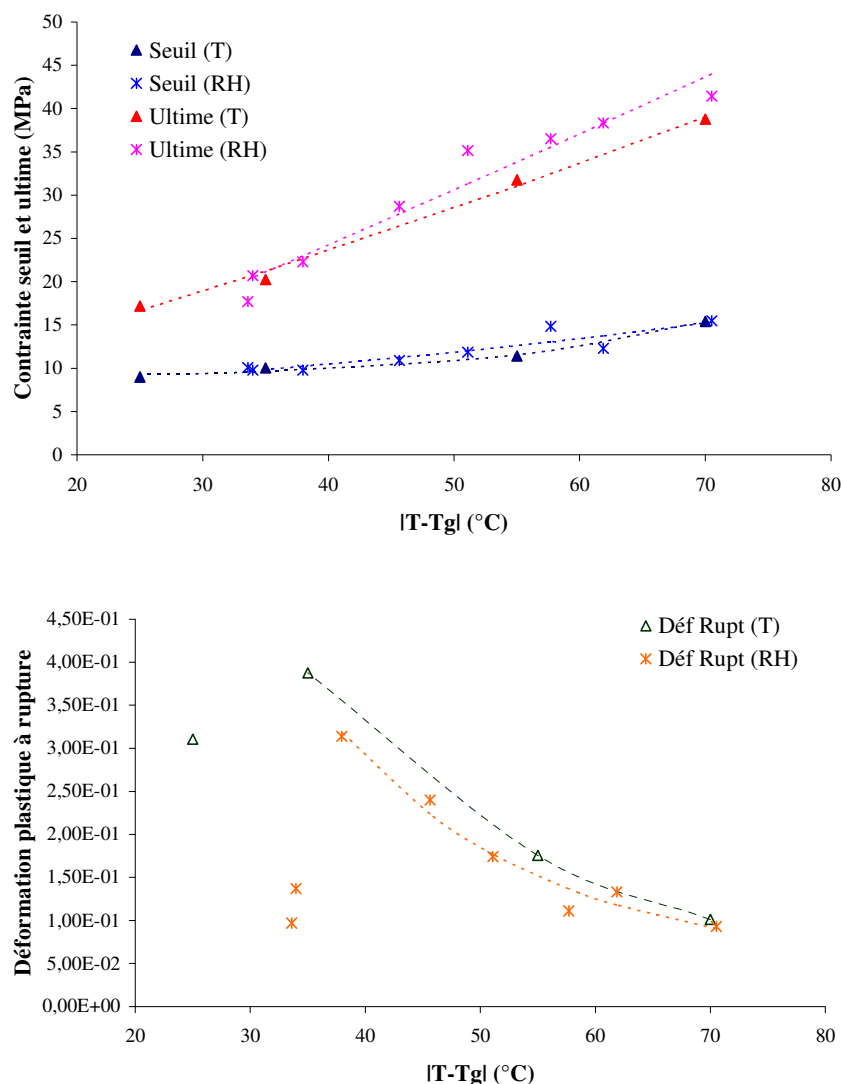 50
45
40
35
30
25
20
15
10
5
0
Contrainte seuil et ultime (MPa)
Seuil (T)
Seuil (RH)
Ultime (T)
Ultime (RH)
20 30 40 50 60 70 80
|T-Tg| (°C)
4,50E-01
4,00E-01
3,50E-01
3,00E-01
2,50E-01
2,00E-01
1,50E-01
1,00E-01
5,00E-02
0,00E+00
Déformation plastique à rupture
Déf Rupt (T)
Déf Rupt (RH)
20 30 40 50 60 70 80
|T-Tg| (°C)